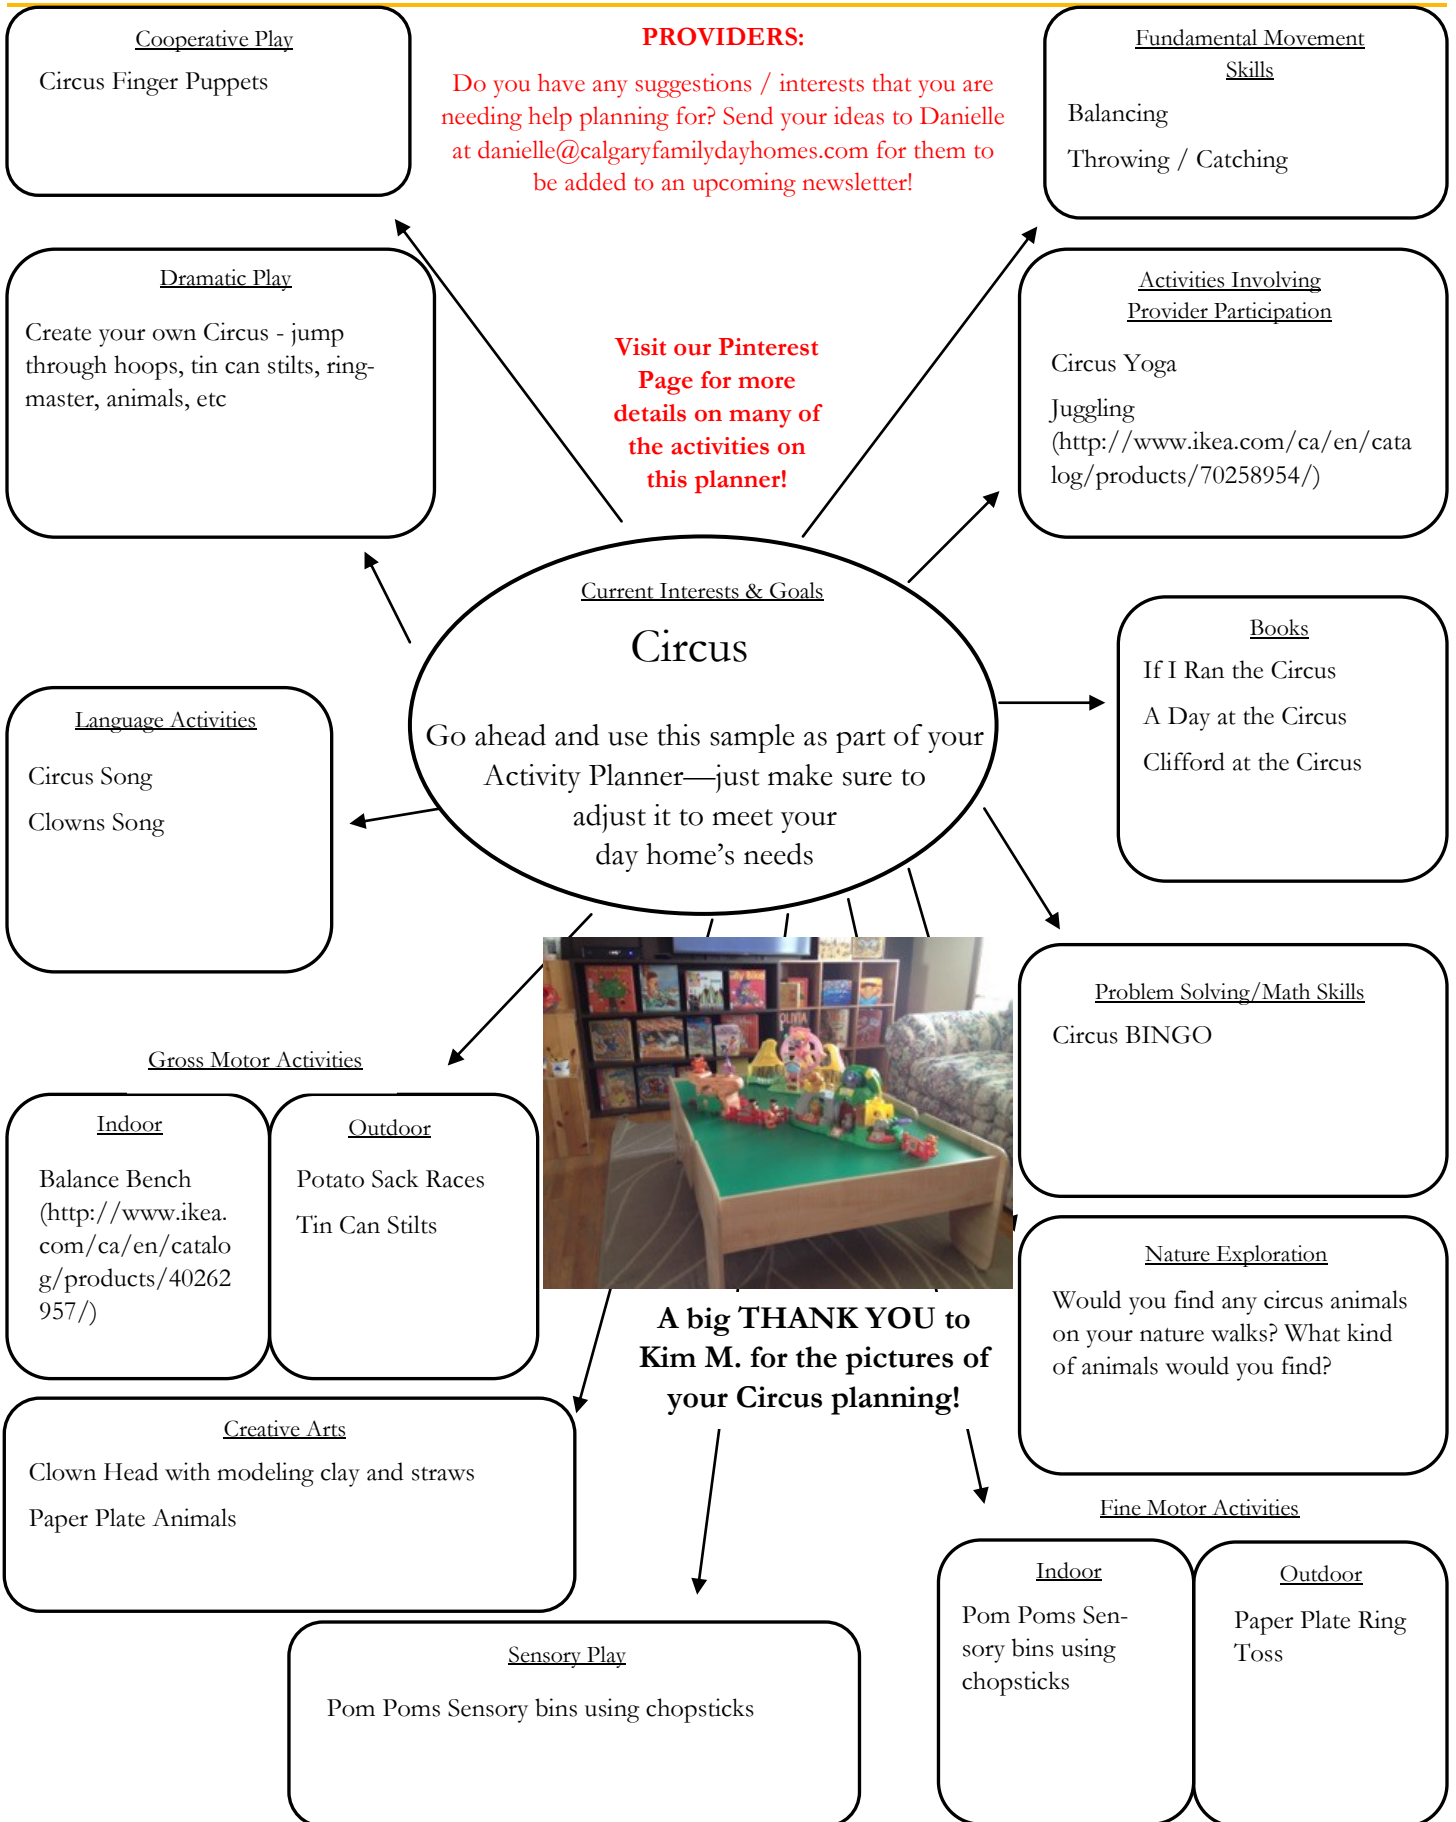 Cooperative Play
Circus Finger Puppets
PROVIDERS:
Do you have any suggestions / interests that you are
needing help planning for? Send your ideas to Danielle
at danielle@calgaryfamilydayhomes.com for them to
be added to an upcoming newsletter!
Fundamental Movement
Skills
Balancing
Throwing / Catching
Dramatic Play
Create your own Circus - jump
through hoops, tin can stilts, ring-
master, animals, etc
Visit our Pinterest
Page for more
details on many of
the activities on
this planner!
Activities Involving
Provider Participation
Circus Yoga
Juggling
(http://www.ikea.com/ca/en/cata
log/products/70258954/)
Current Interests & Goals
Circus
Go ahead and use this sample as part of your
Activity Planner—just make sure to
adjust it to meet your
day home's needs
Books
If I Ran the Circus
A Day at the Circus
Clifford at the Circus
Language Activities
Circus Song
Clowns Song
Problem Solving/Math Skills
Circus BINGO
OLIVIA
Gross Motor Activities
Indoor
Balance Bench
(http://www.ikea.
com/ca/en/catalo
g/products/40262
957/)
Outdoor
Potato Sack Races
Tin Can Stilts
Nature Exploration
Would you find any circus animals
on your nature walks? What kind
of animals would you find?
A big THANK YOU to
Kim M. for the pictures of
your Circus planning!
Creative Arts
Clown Head with modeling clay and straws
Paper Plate Animals
Fine Motor Activities
Indoor
Pom Poms Sen-
sory bins using
chopsticks
Outdoor
Paper Plate Ring
Toss
Sensory Play
Pom Poms Sensory bins using chopsticks